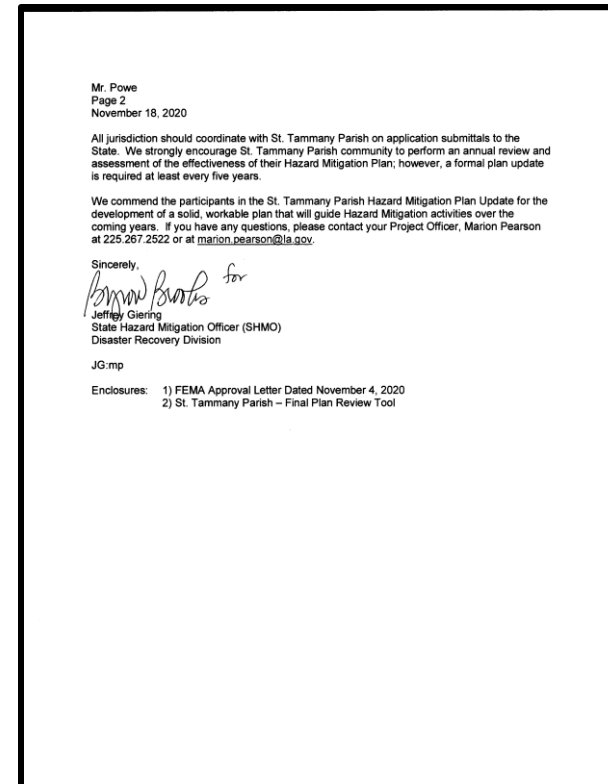 Mr. Powe
Page 2
November 18, 2020
All jurisdiction should coordinate with St. Tammany Parish on application submittals to the
State. We strongly encourage St. Tammany Parish community to perform an annual review and
assessment of the effectiveness of their Hazard Mitigation Plan; however, a formal plan update
is required at least every five years.
We commend the participants in the St. Tammany Parish Hazard Mitigation Plan Update for the
development of a solid, workable plan that will guide Hazard Mitigation activities over the
coming years. If you have any questions, please contact your Project Officer, Marion Pearson
at 225.267.2522 or at marion.pearson@la.gov.
Sincerely,
for
Jeffrey Giering
State Hazard Mitigation Officer (SHMO)
Disaster Recovery Division
JG:mp
Enclosures: 1) FEMA Approval Letter Dated November 4, 2020
2) St. Tammany Parish – Final Plan Review Tool